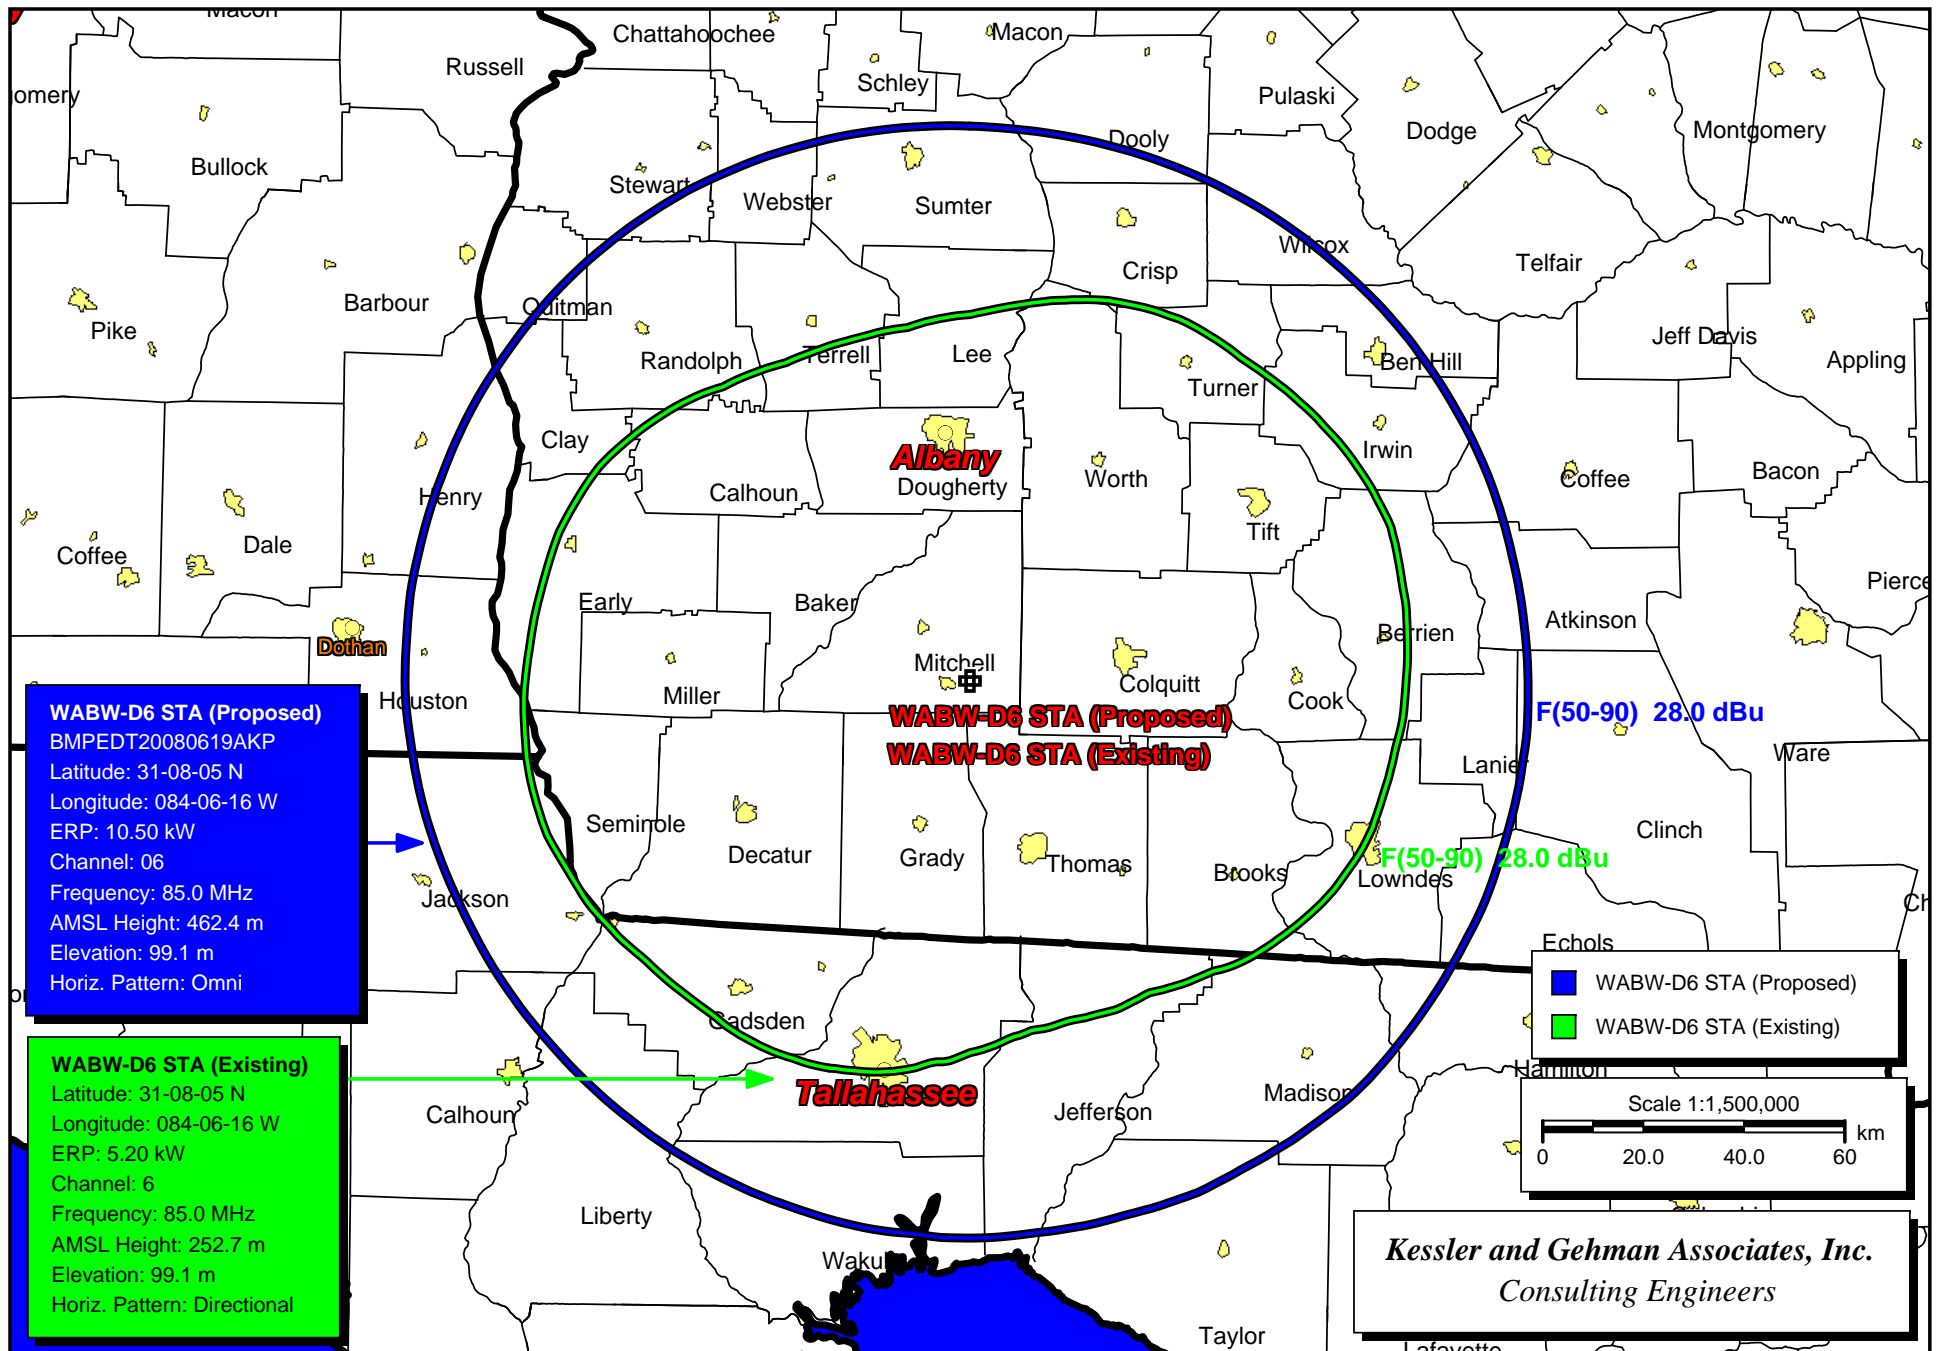 Macon
Chattahoochee
Macon
Russell
Schley
gomery
Pulaski
Dodge
Montgomery
Dooly
Bullock
Stewart
Webster
Sumter
Wilcox
Telfair
Crisp
Barbour
Quitman
Pike
Jeff Davis
Randolph
Terrell
Lee
Ben Hill
Appling
Turner
Clay
Irwin
Albany
Dougherty
Worth
Coffee
Bacon
Henry
Calhoun
Tift
Coffee
Dale
Pierce
Early
Baker
Atkinson
Berrien
Dothan
Mitchell
Colquitt
Cook
Houston
Miller
WABW-D6 STA (Proposed)
WABW-D6 STA (Existing)
F(50-90) 28.0 dBu
Lanier
Ware
Seminole
Decatur
Grady
Thomas
Brooks
F(50-90) 28.0 dBu
Lowndes
Clinch
Jackson
Ch
Echols
WABW-D6 STA (Proposed)
BMPEDT20080619AKP
Latitude: 31-08-05 N
Longitude: 084-06-16 W
ERP: 10.50 kW
Channel: 06
Frequency: 85.0 MHz
AMSL Height: 462.4 m
Elevation: 99.1 m
Horiz. Pattern: Omni
WABW-D6 STA (Proposed)
WABW-D6 STA (Existing)
Gadsden
Hamilton
Tallahassee
Madison
Jefferson
Calhoun
WABW-D6 STA (Existing)
Latitude: 31-08-05 N
Longitude: 084-06-16 W
ERP: 5.20 kW
Channel: 6
Frequency: 85.0 MHz
AMSL Height: 252.7 m
Elevation: 99.1 m
Horiz. Pattern: Directional
Scale 1:1,500,000
km
0 20.0 40.0 60
Liberty
Wakul
Kessler and Gehman Associates, Inc.
Consulting Engineers
Taylor
Lafayette